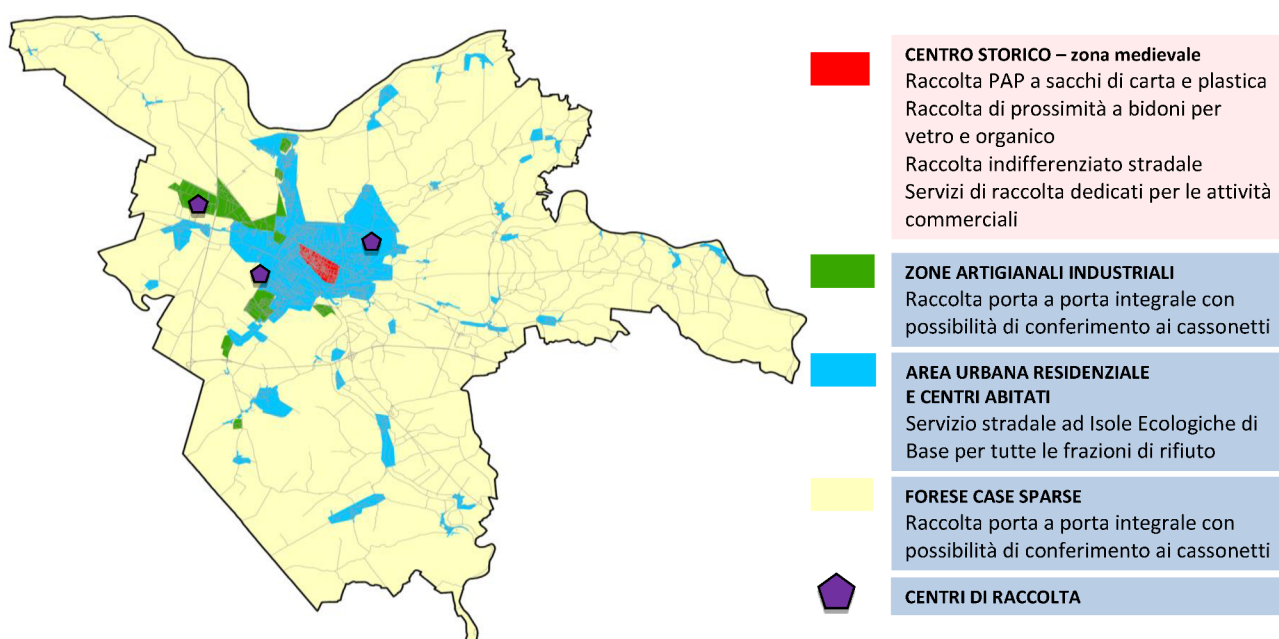 CENTRO STORICO – zona medievale
Raccolta PAP a sacchi di carta e plastica
Raccolta di prossimità a bidoni per
vetro e organico
Raccolta indifferenziato stradale
Servizi di raccolta dedicati per le attività
commerciali
ZONE ARTIGIANALI INDUSTRIALI
Raccolta porta a porta integrale con
possibilità di conferimento ai cassonetti
AREA URBANA RESIDENZIALE
E CENTRI ABITATI
Servizio stradale ad Isole Ecologiche di
Base per tutte le frazioni di rifiuto
FORESE CASE SPARSE
Raccolta porta a porta integrale con
possibilità di conferimento ai cassonetti
CENTRI DI RACCOLTA